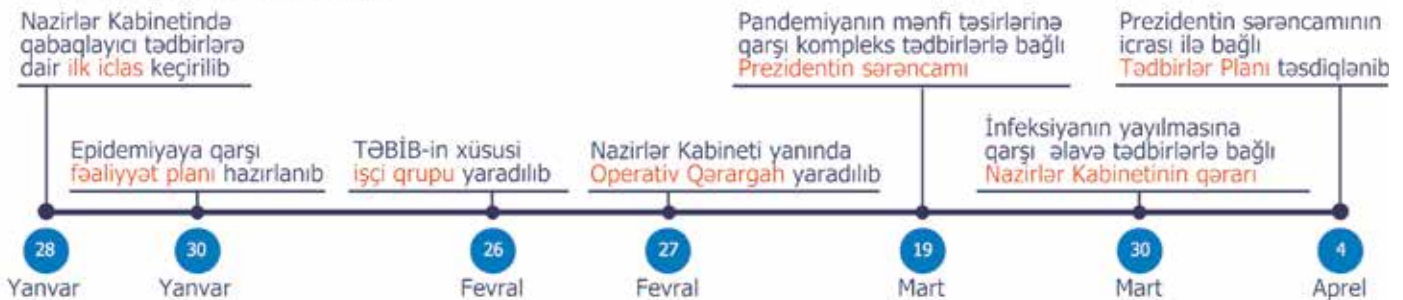 Nazirlər Kabinetində
qabaqlayıcı tədbirlərə
dair ilk iclas keçirilib
Epidemiyaya qarşı
fəaliyyət planı hazırlanıb
TƏBİB-in xüsusi
işçi qrupu yaradılıb
Nazirlər Kabineti yanında
Operativ Qərargah yaradılıb
Pandemiyanın mənfi təsirlərinə
qarşı kompleks tədbirlərlə bağlı
Prezidentin sərəncamı
İnfeksiyanın yayılmasına
qarşı əlavə tədbirlərlə bağlı
Nazirlər Kabinetinin qərarı
Prezidentin sərəncamının
icrası ilə bağlı
Tədbirlər Planı təsdiqlənib
28
Yanvar
30
Yanvar
26
Fevral
27
Fevral
19
Mart
30
Mart
4
Aprel